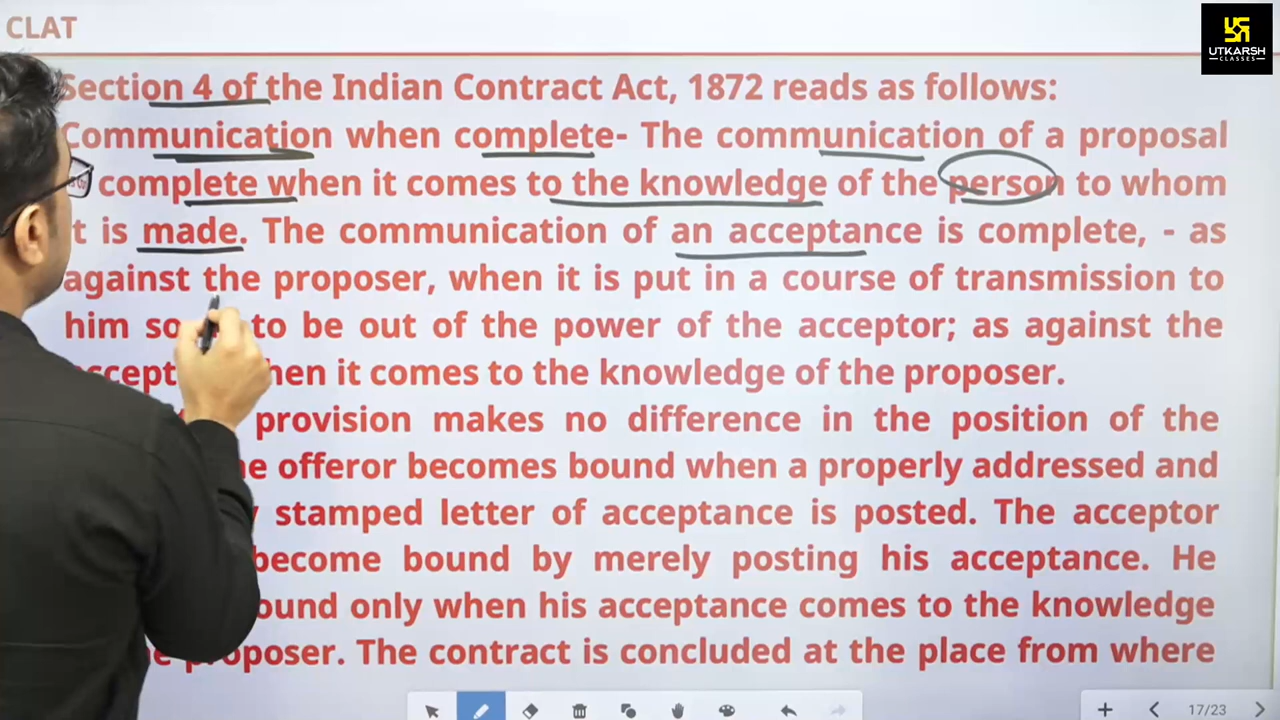 CLAT
UTKARSH
CLASSES
Section 4 of the Indian Contract Act, 1872 reads as follows:
Communication when complete- The communication of a proposal
complete when it comes to the knowledge of the person to whom
it is made. The communication of an acceptance is complete, - as
against the proposer, when it is put in a course of transmission to
him so to be out of the power of the acceptor; as against the
when it comes to the knowledge of the proposer.
provision makes no difference in the position of the
offeror becomes bound when a properly addressed and
stamped letter of acceptance is posted. The acceptor
become bound by merely posting his acceptance. He
bound only when his acceptance comes to the knowledge
proposer. The contract is concluded at the place from where
17/23